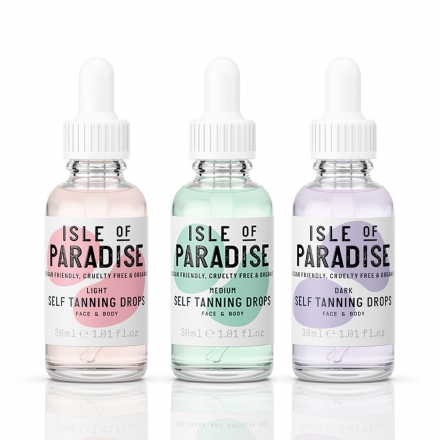 ISLE OF
PARADISE
VEGAN FRIENDLY, CRUELTY FREE & ORGANIC
LIGHT
SELF TANNING DROPS
FACE & BODY
30ml e 1.01 fl.oz
ISLE OF
PARADISE
VEGAN FRIENDLY, CRUELTY FREE & ORGANIC
MEDIUM
SELF TANNING DROPS
FACE & BODY
30ml e 1.01 fl.oz
ISLE OF
PARADISE
VEGAN FRIENDLY, CRUELTY FREE & ORGANIC
DARK
SELF TANNING DROPS
FACE & BODY
30ml e 1.01 fl.oz